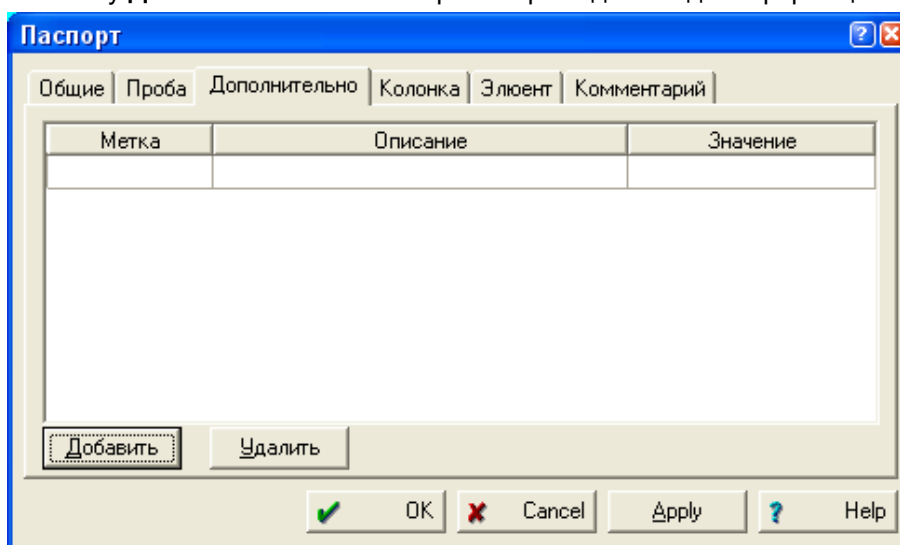 Паспорт
Общие Проба Дополнительно Колонка Элюент Комментарий
Метка Описание Значение
Добавить Удалить
OK Cancel Apply Help